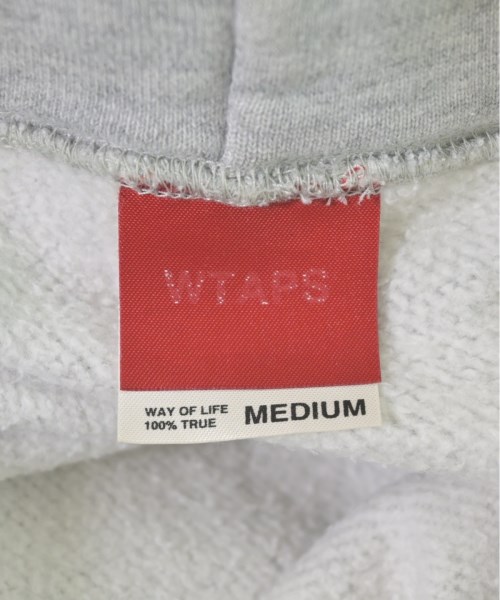 WTAPS
WAY OF LIFE
100% TRUE
MEDIUM